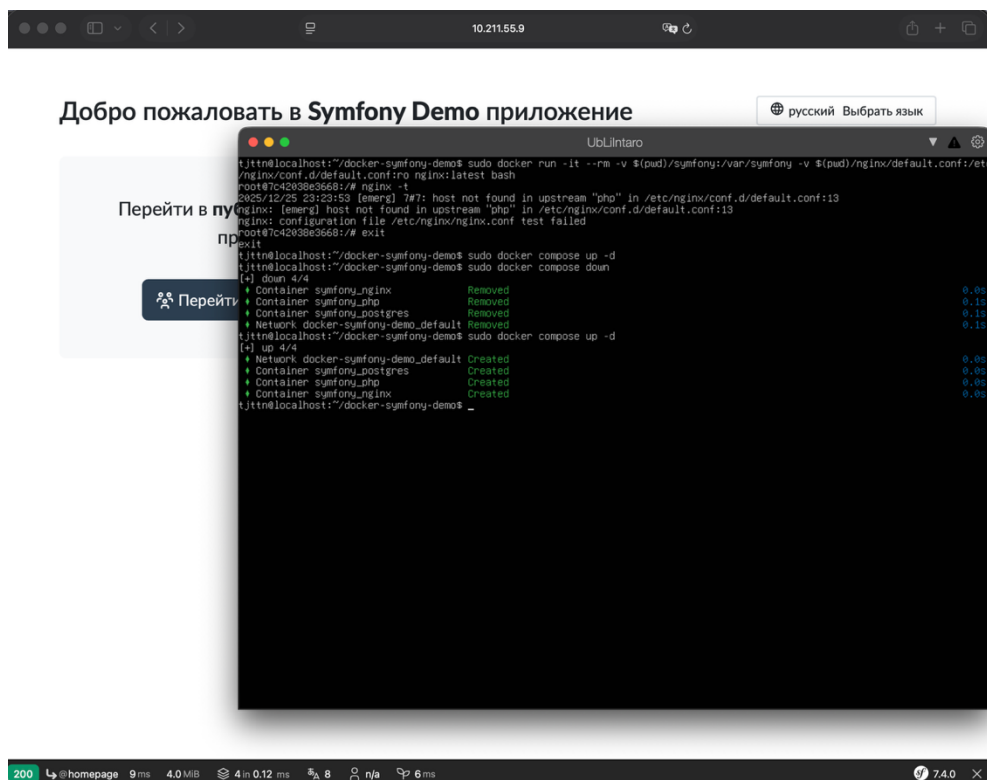 10.211.55.9
Добро пожаловать в Symfony Demo приложение
русский Выбрать язык
Перейти в
Перейти
UbLiIntaro
tjttn@localhost:~/docker-symfony-demo$ sudo docker run -it --rm -v $(pwd)/symfony:/var/symfony -v $(pwd)/nginx/default.conf:/etc
/nginx/conf.d/default.conf:ro nginx:latest bash
root@7c42038e3668:/# nginx -t
2025/12/25 23:23:53 [emerg] 7#7: host not found in upstream "php" in /etc/nginx/conf.d/default.conf:13
nginx: [emerg] host not found in upstream "php" in /etc/nginx/conf.d/default.conf:13
nginx: configuration file /etc/nginx/nginx.conf test failed
root@7c42038e3668:/# exit
exit
tjttn@localhost:~/docker-symfony-demo$ sudo docker compose up -d
tjttn@localhost:~/docker-symfony-demo$ sudo docker compose down
[+] down 4/4
Container symfony_nginx Removed 0.0s
Container symfony_php Removed 0.1s
Container symfony_postgres Removed 0.1s
Network docker-symfony-demo_default Removed 0.1s
tjttn@localhost:~/docker-symfony-demo$ sudo docker compose up -d
[+] up 4/4
Network docker-symfony-demo_default Created 0.0s
Container symfony_postgres Created 0.0s
Container symfony_php Created 0.0s
Container symfony_nginx Created 0.0s
tjttn@localhost:~/docker-symfony-demo$ _
200 @homepage 9 ms 4.0 MiB 4 in 0.12 ms 8 n/a 6 ms 7.4.0